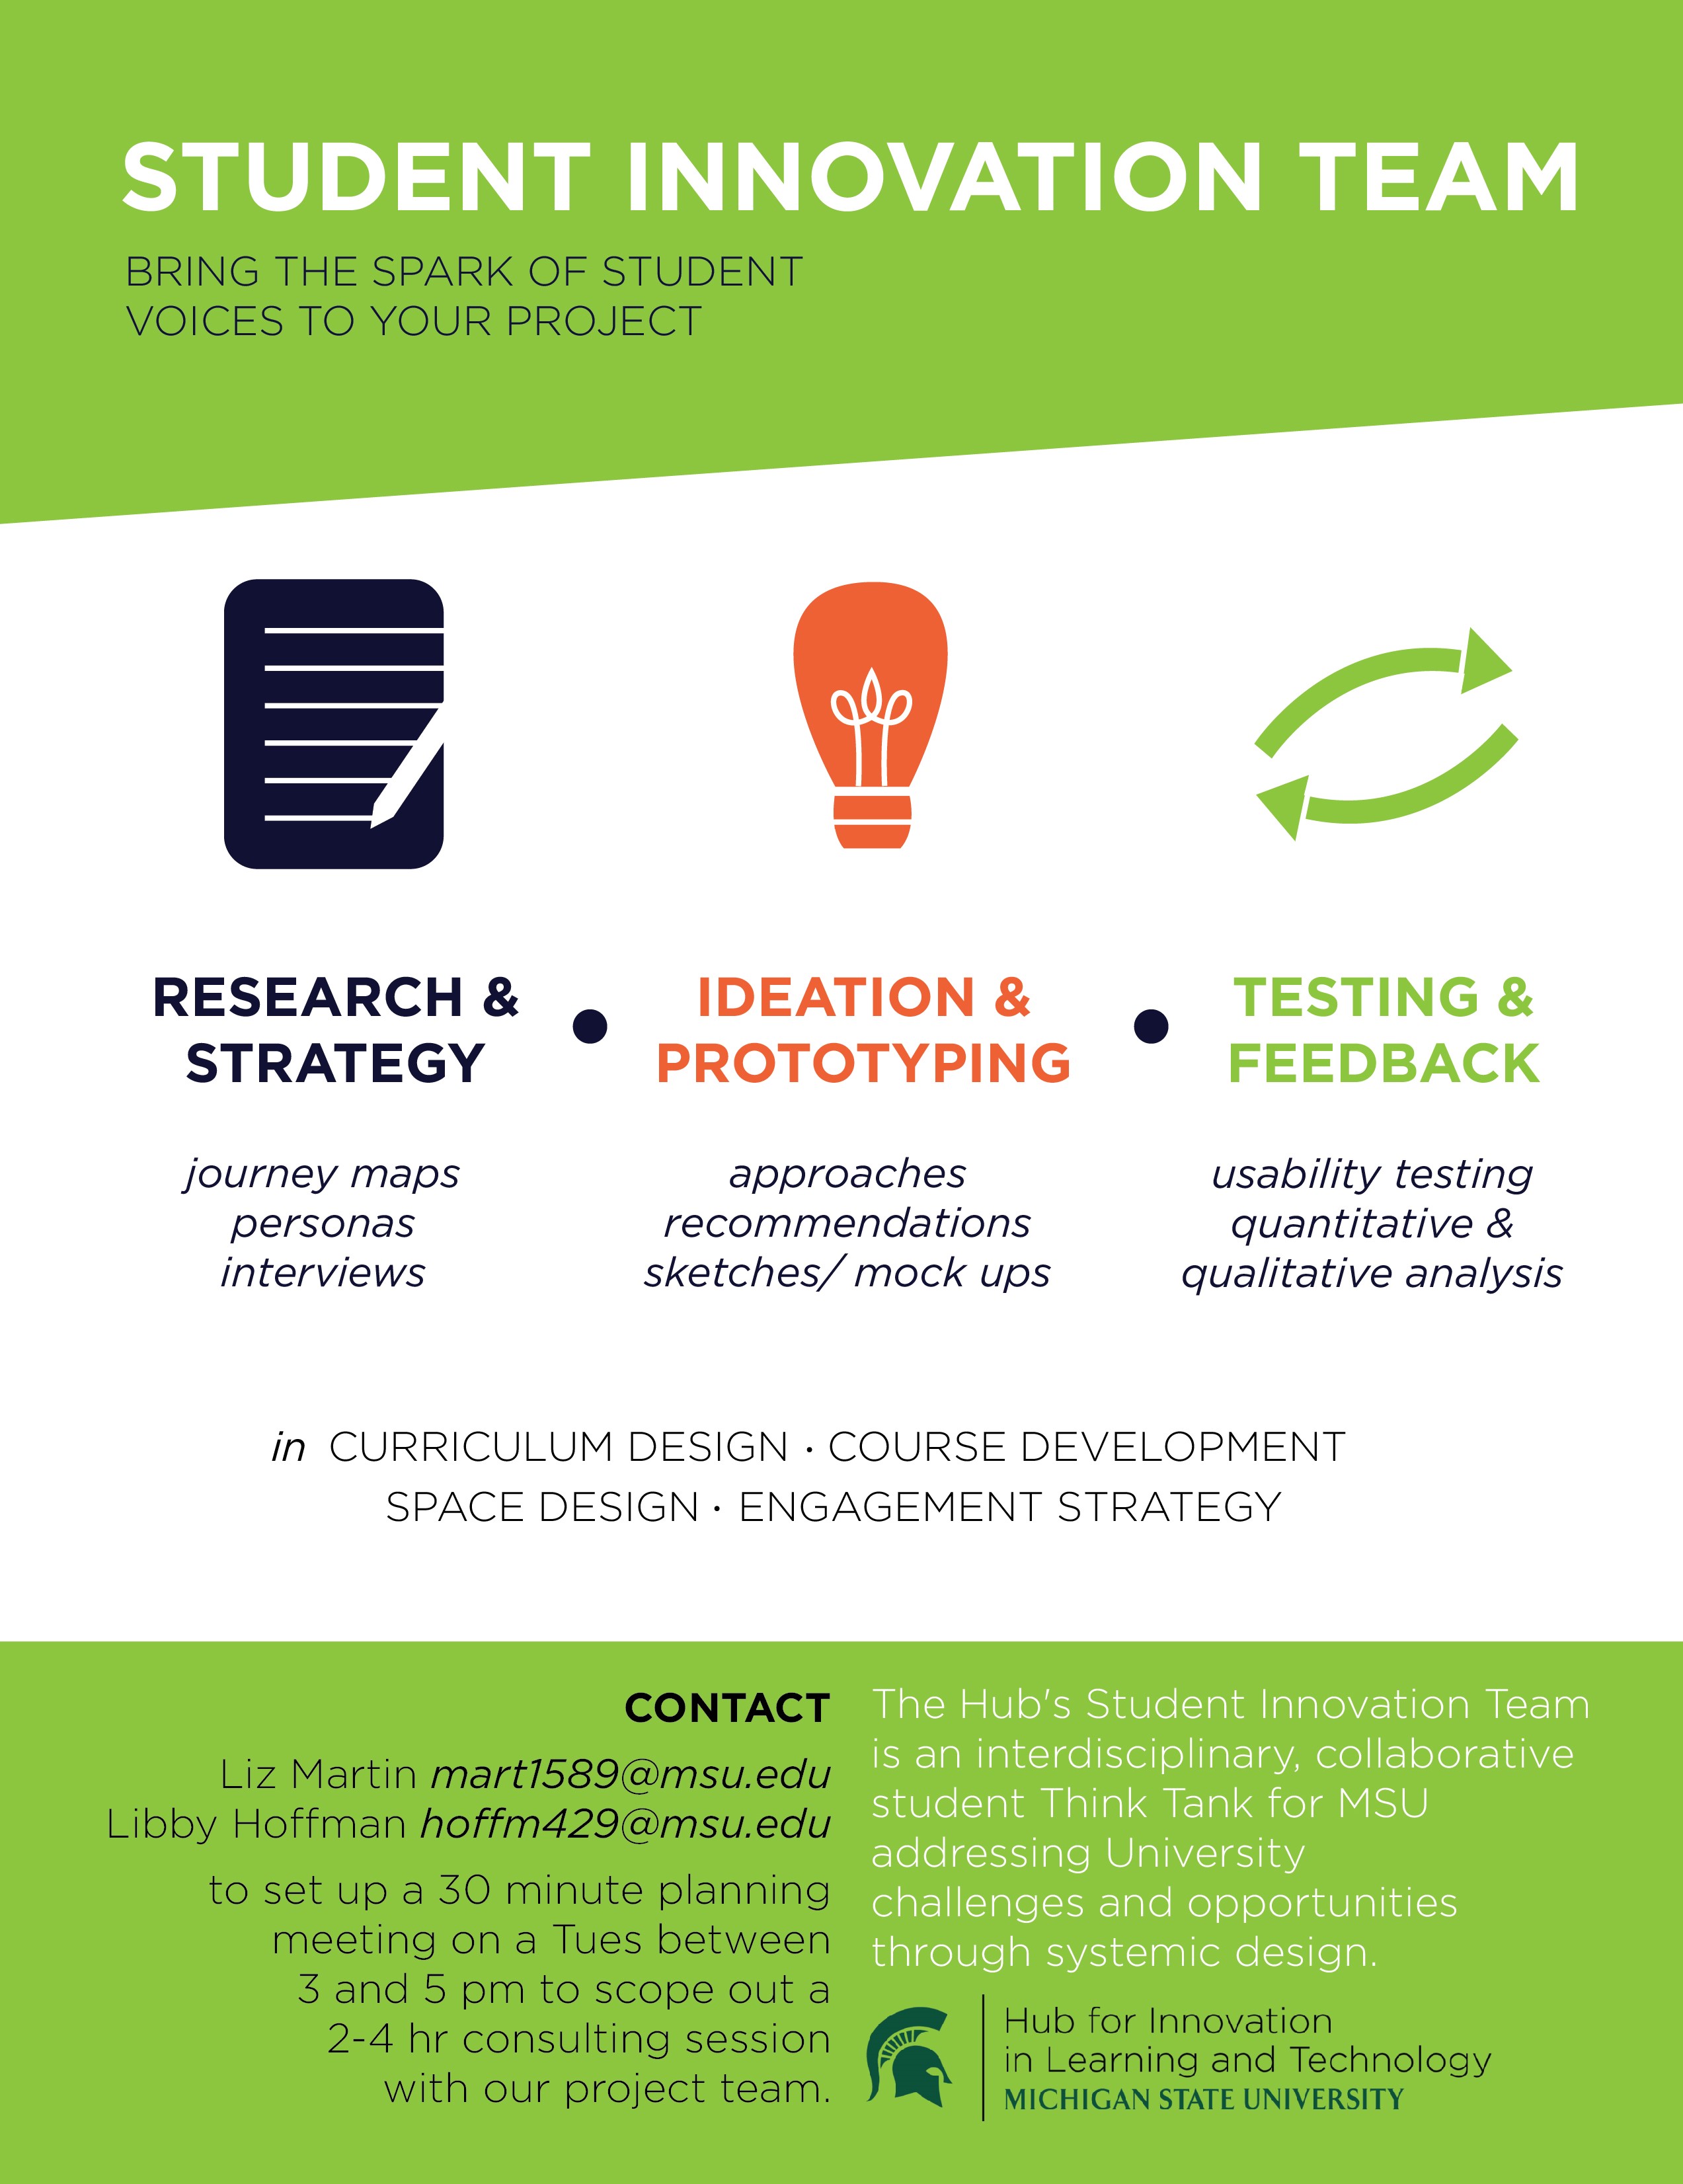 STUDENT INNOVATION TEAM
BRING THE SPARK OF STUDENT
VOICES TO YOUR PROJECT
RESEARCH &
STRATEGY
journey maps
personas
interviews
•
IDEATION &
PROTOTYPING
approaches
recommendations
sketches/ mock ups
•
TESTING &
FEEDBACK
usability testing
quantitative &
qualitative analysis
in CURRICULUM DESIGN · COURSE DEVELOPMENT
SPACE DESIGN · ENGAGEMENT STRATEGY
CONTACT
Liz Martin mart1589@msu.edu
Libby Hoffman hoffm429@msu.edu
to set up a 30 minute planning
meeting on a Tues between
3 and 5 pm to scope out a
2-4 hr consulting session
with our project team.
The Hub's Student Innovation Team
is an interdisciplinary, collaborative
student Think Tank for MSU
addressing University
challenges and opportunities
through systemic design.
Hub for Innovation
in Learning and Technology
MICHIGAN STATE UNIVERSITY